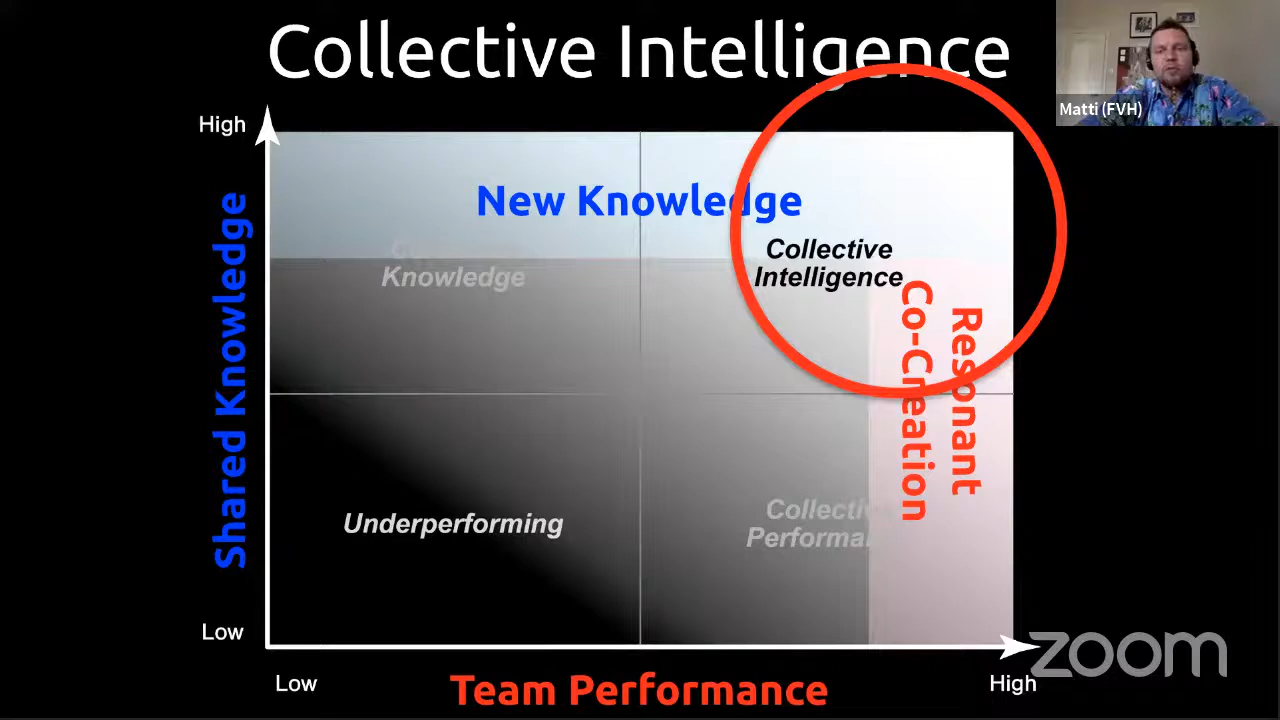 Collective Intelligence
Matti (FVH)
High
New Knowledge
Collective
Intelligence
Knowledge
Shared Knowledge
Resonant
Co-Creation
Underperforming
Low
Low
Team Performance
High
zoom